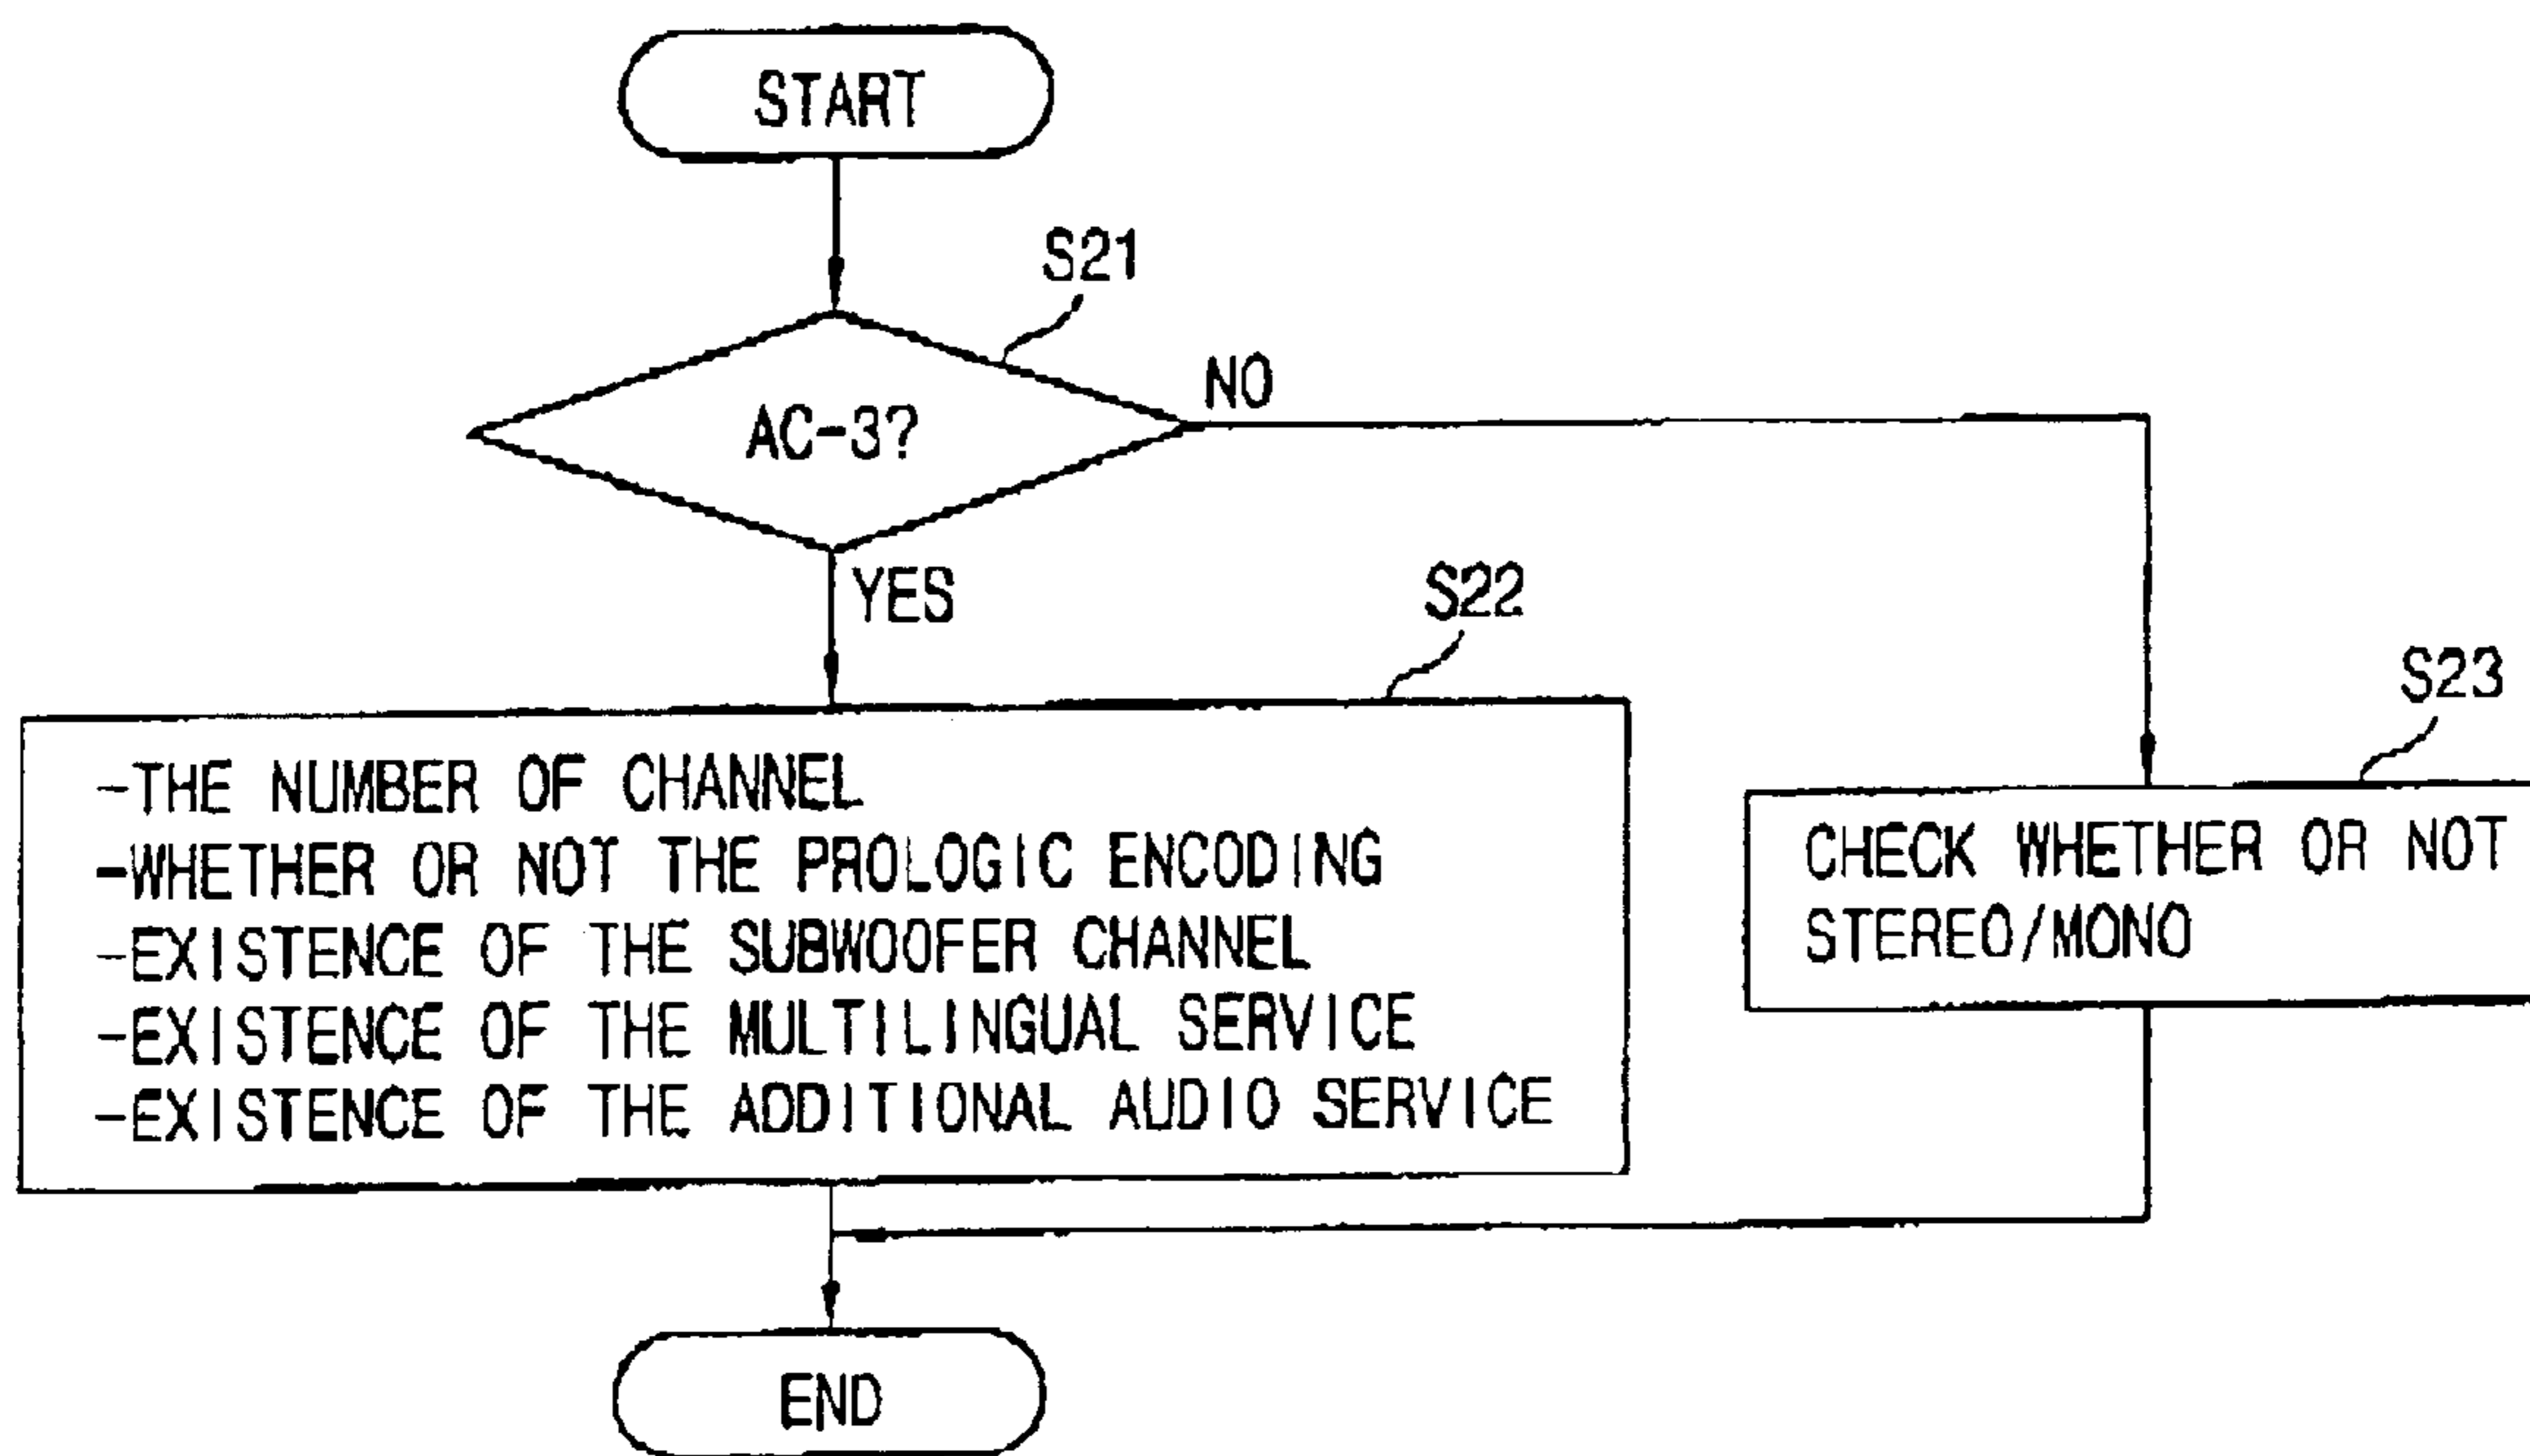 START
S21
AC-3?
NO
YES
S22
-THE NUMBER OF CHANNEL
-WHETHER OR NOT THE PROLOGIC ENCODING
-EXISTENCE OF THE SUBWOOFER CHANNEL
-EXISTENCE OF THE MULTILINGUAL SERVICE
-EXISTENCE OF THE ADDITIONAL AUDIO SERVICE
S23
CHECK WHETHER OR NOT
STEREO/MONO
END